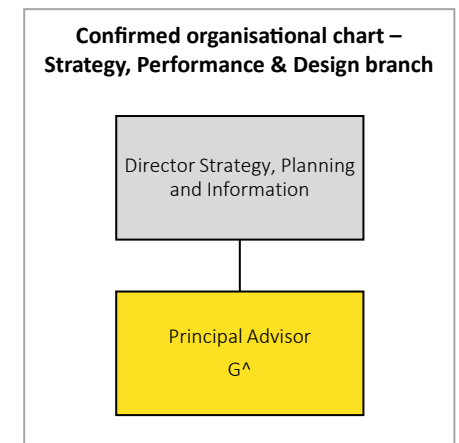 Confirmed organisational chart –
Strategy, Performance & Design branch
Director Strategy, Planning
and Information
Principal Advisor
G^